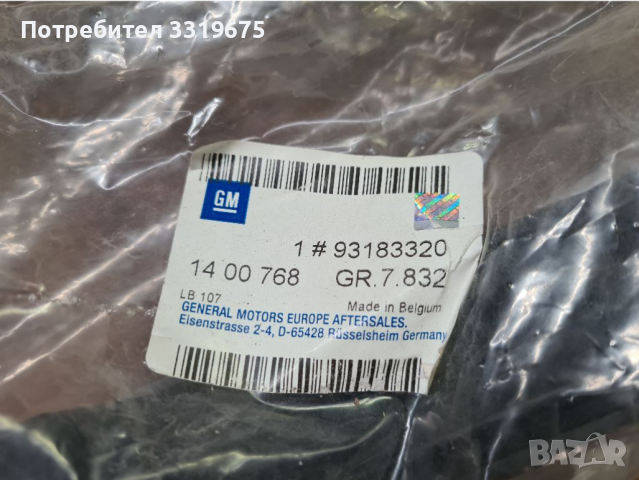 Потребител 3319675
GM
1 # 93183320
14 00 768 GR.7.832
LB 107 Made in Belgium
GENERAL MOTORS EUROPE AFTERSALES.
Eisenstrasse 2-4, D-65428 Rüsselsheim Germany
BAZAR